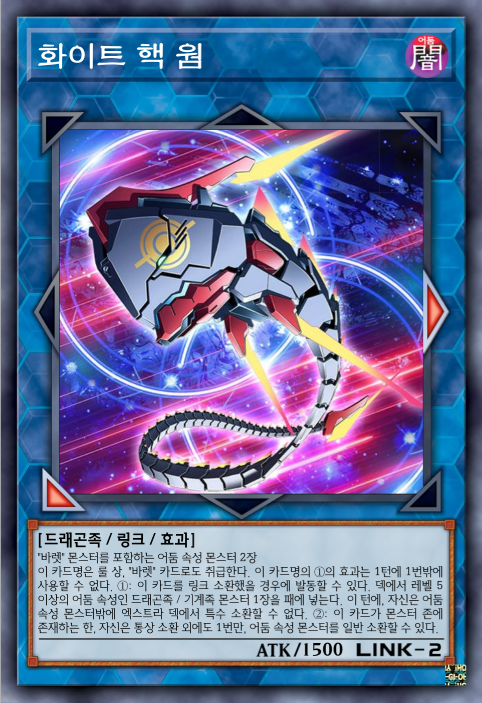 화이트 핵 웜
어둠
闇
[드래곤족 / 링크 / 효과]
"바렛" 몬스터를 포함하는 어둠 속성 몬스터 2장
이 카드명은 룰 상, "바렛" 카드로도 취급한다. 이 카드명의 ①의 효과는 1턴에 1번밖에
사용할 수 없다. ①: 이 카드를 링크 소환했을 경우에 발동할 수 있다. 덱에서 레벨 5
이상의 어둠 속성인 드래곤족 / 기계족 몬스터 1장을 패에 넣는다. 이 턴에, 자신은 어둠
속성 몬스터밖에 엑스트라 덱에서 특수 소환할 수 없다. ②: 이 카드가 몬스터 존에
존재하는 한, 자신은 통상 소환 외에도 1번만, 어둠 속성 몬스터를 일반 소환할 수 있다.
ATK/1500 LINK-2